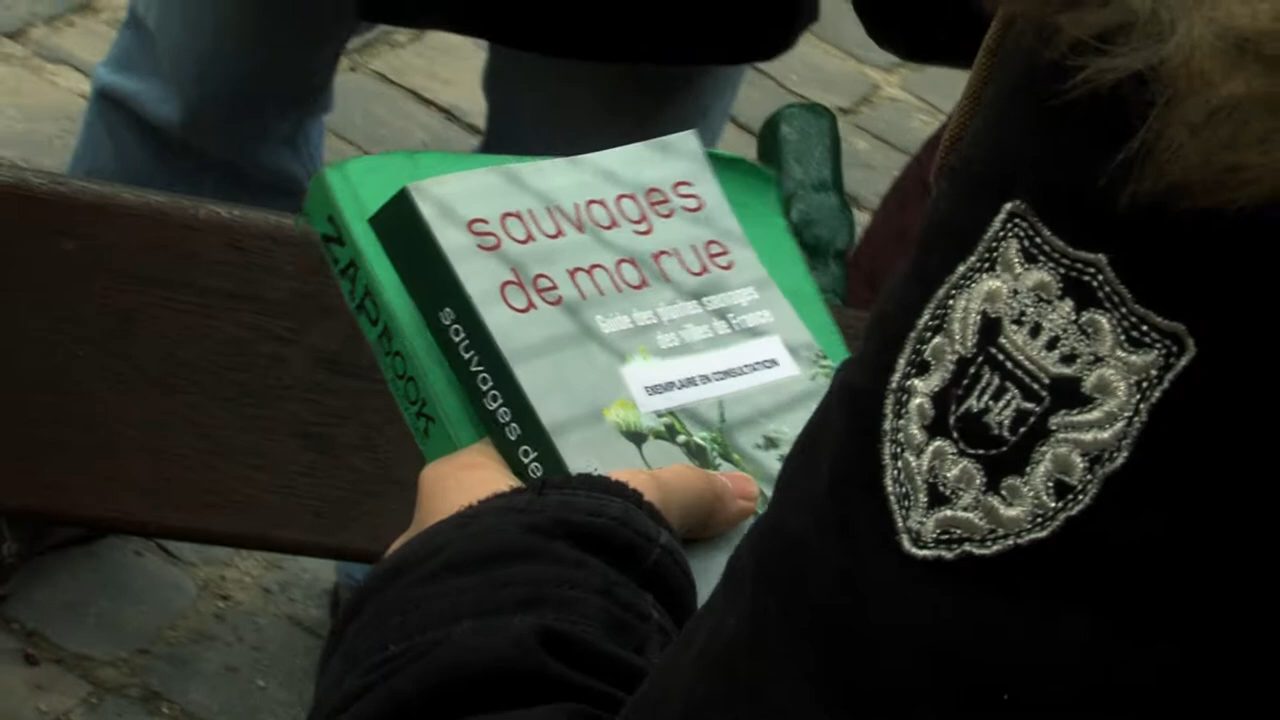 sauvages
de ma rue
Guide des plantes sauvages
des villes de France
EXEMPLAIRE EN CONSULTATION
sauvages de
ZAPBOOK